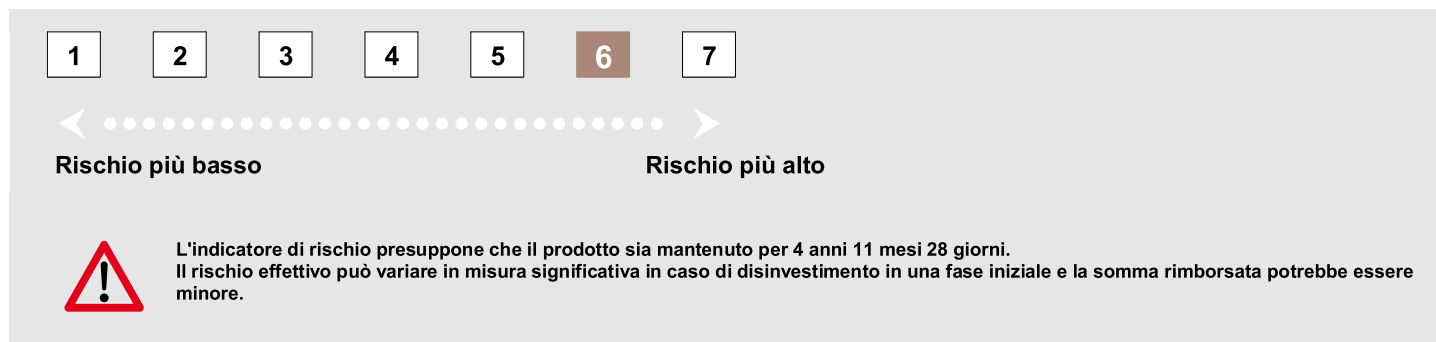 1 2 3 4 5 6 7
Rischio più basso Rischio più alto
L'indicatore di rischio presuppone che il prodotto sia mantenuto per 4 anni 11 mesi 28 giorni.
Il rischio effettivo può variare in misura significativa in caso di disinvestimento in una fase iniziale e la somma rimborsata potrebbe essere
minore.